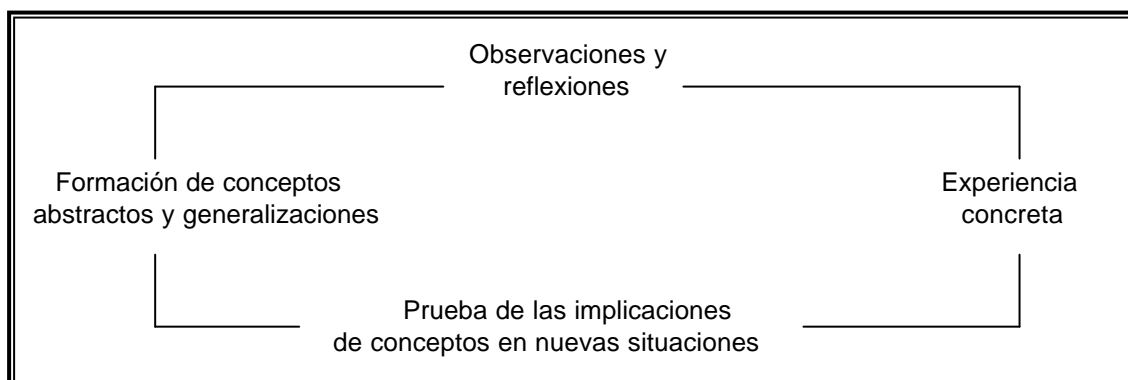 Observaciones y
reflexiones
Formación de conceptos
abstractos y generalizaciones
Experiencia
concreta
Prueba de las implicaciones
de conceptos en nuevas situaciones